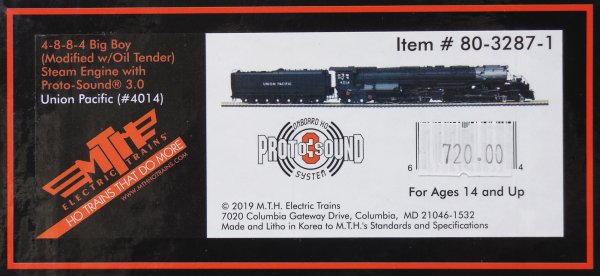 4-8-8-4 Big Boy
(Modified w/Oil Tender)
Steam Engine with
Proto-Sound® 3.0
Union Pacific (#4014)
MTH
ELECTRIC TRAINS®
HO TRAINS THAT DO MORE
WWW.MTHHOTRAINS.COM
Item # 80-3287-1
UNION PACIFIC
4014
ONBOARD HO
PROTO-SOUND
3
SYSTEM
720.00
6 4
For Ages 14 and Up
© 2019 M.T.H. Electric Trains
7020 Columbia Gateway Drive, Columbia, MD 21046-1532
Made and Litho in Korea to M.T.H.'s Standards and Specifications